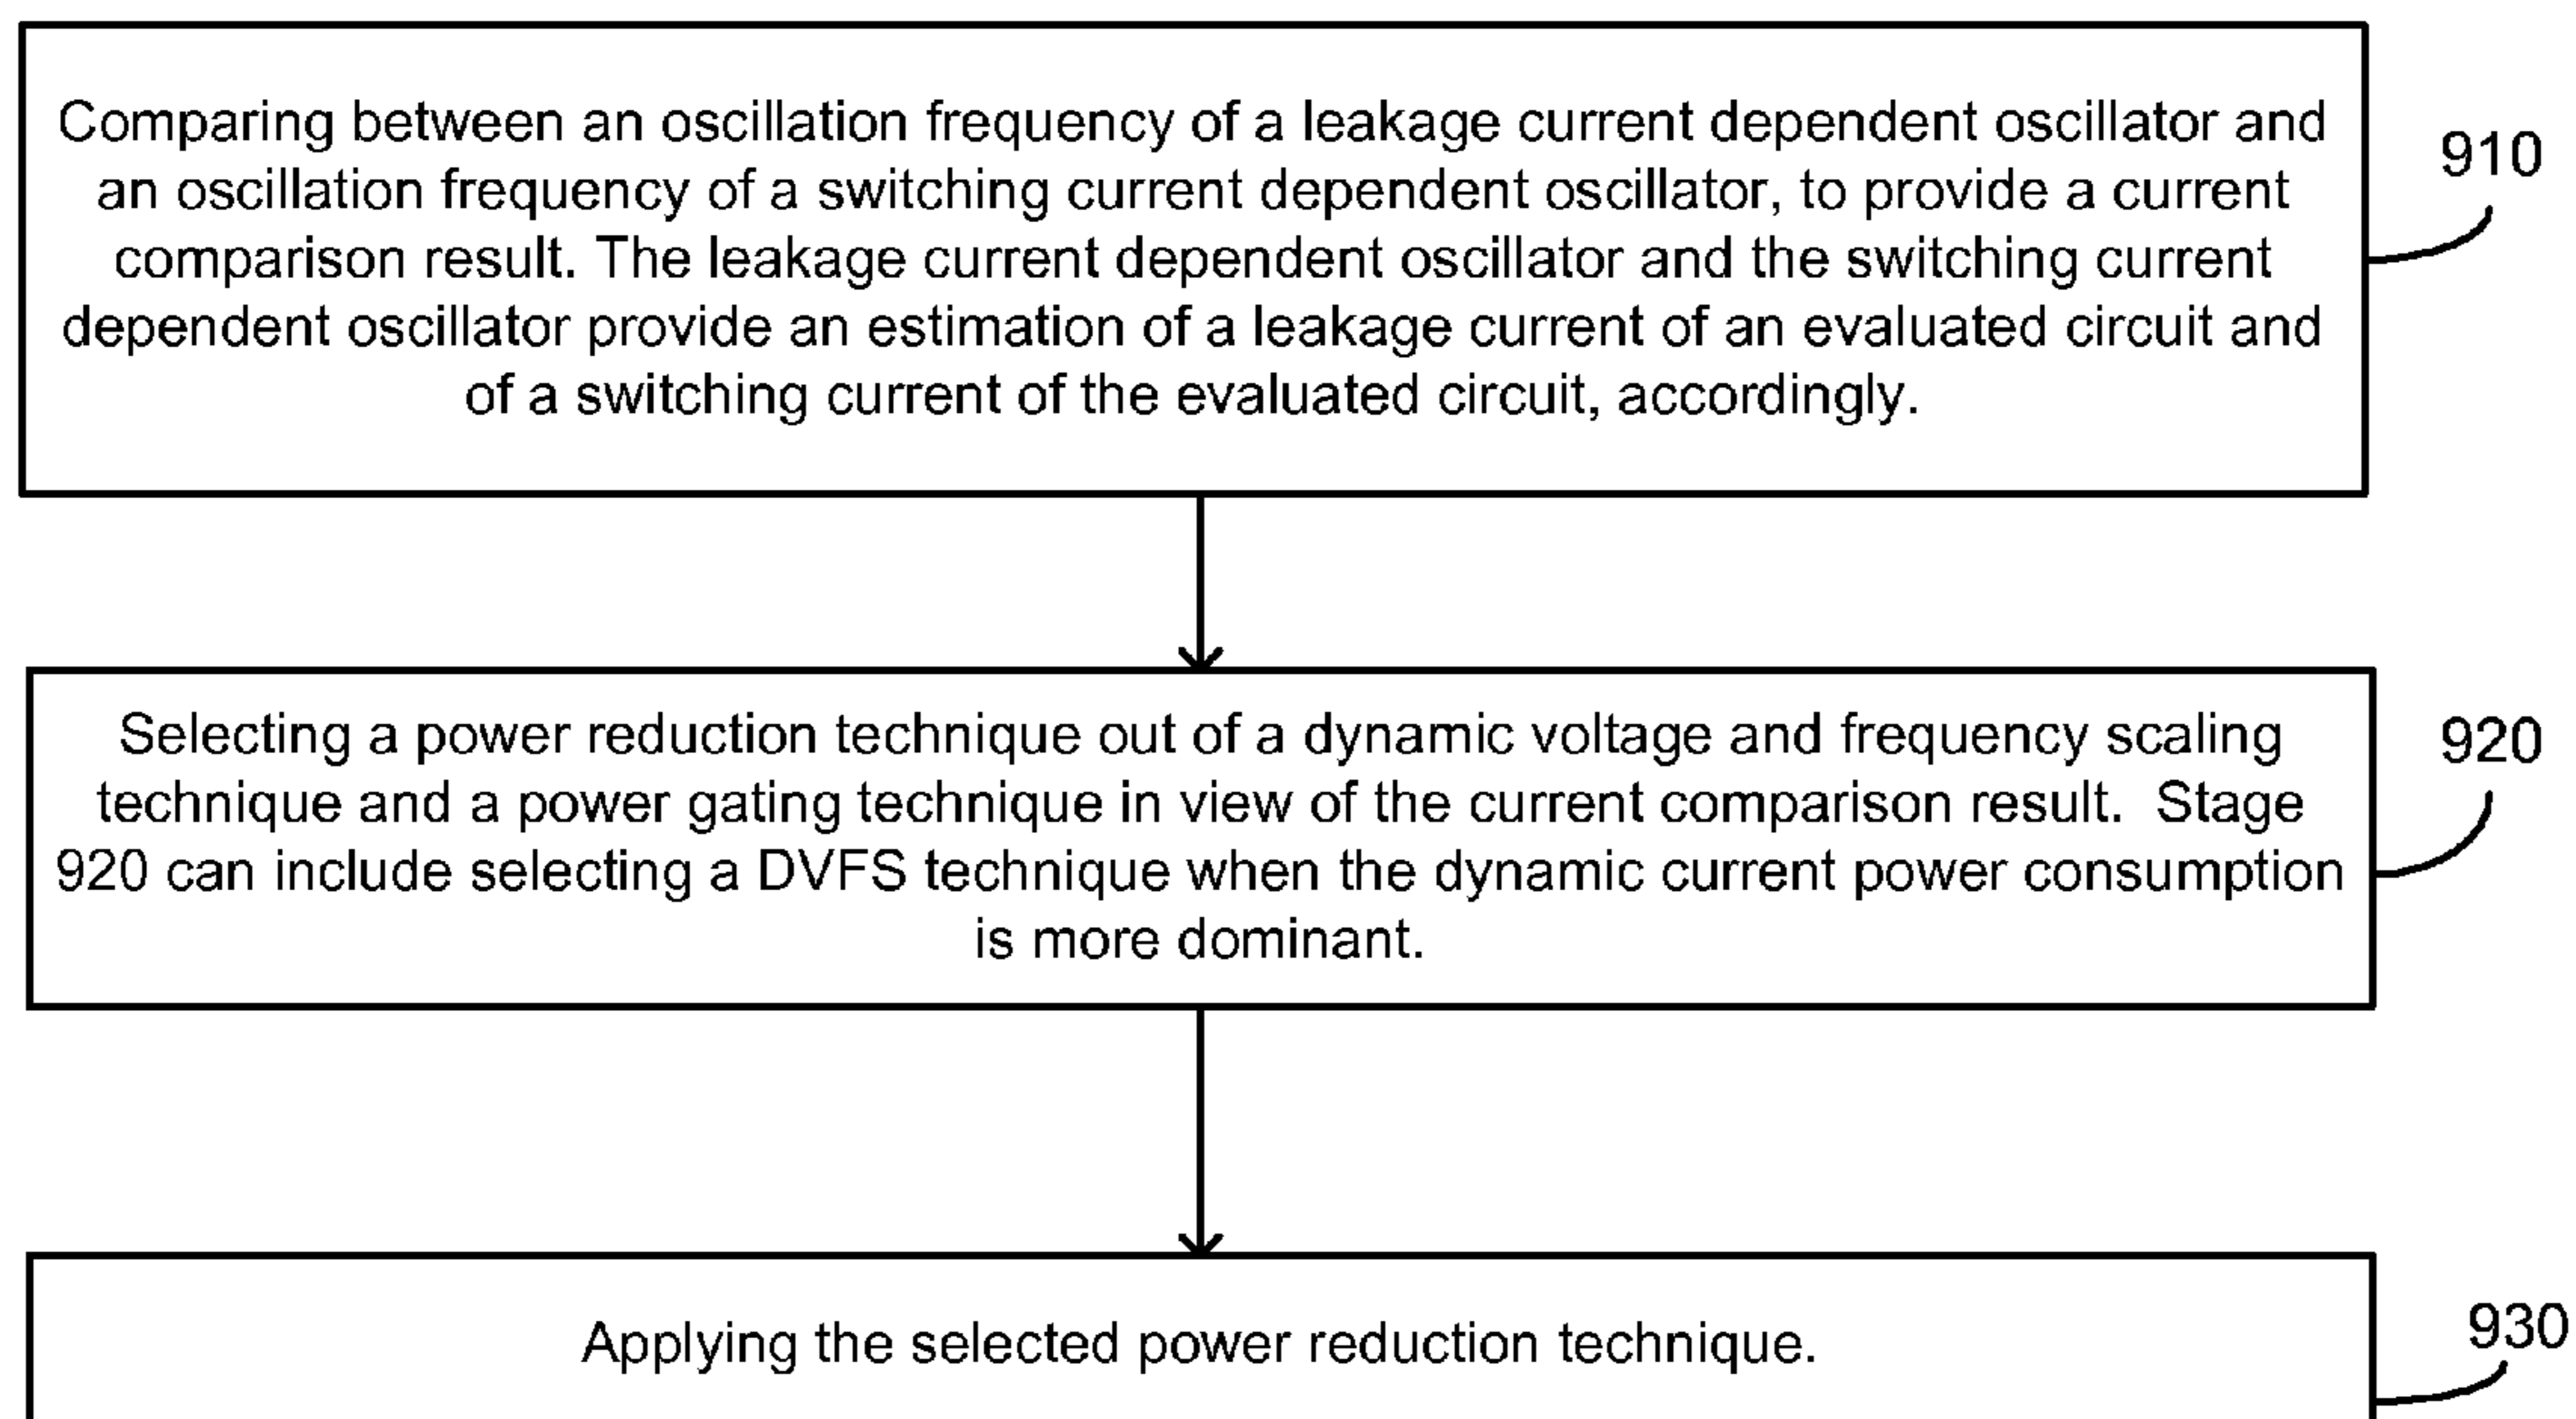 Comparing between an oscillation frequency of a leakage current dependent oscillator and
an oscillation frequency of a switching current dependent oscillator, to provide a current
comparison result. The leakage current dependent oscillator and the switching current
dependent oscillator provide an estimation of a leakage current of an evaluated circuit and
of a switching current of the evaluated circuit, accordingly.
910
Selecting a power reduction technique out of a dynamic voltage and frequency scaling
technique and a power gating technique in view of the current comparison result.  Stage
920 can include selecting a DVFS technique when the dynamic current power consumption
is more dominant.
920
Applying the selected power reduction technique.
930